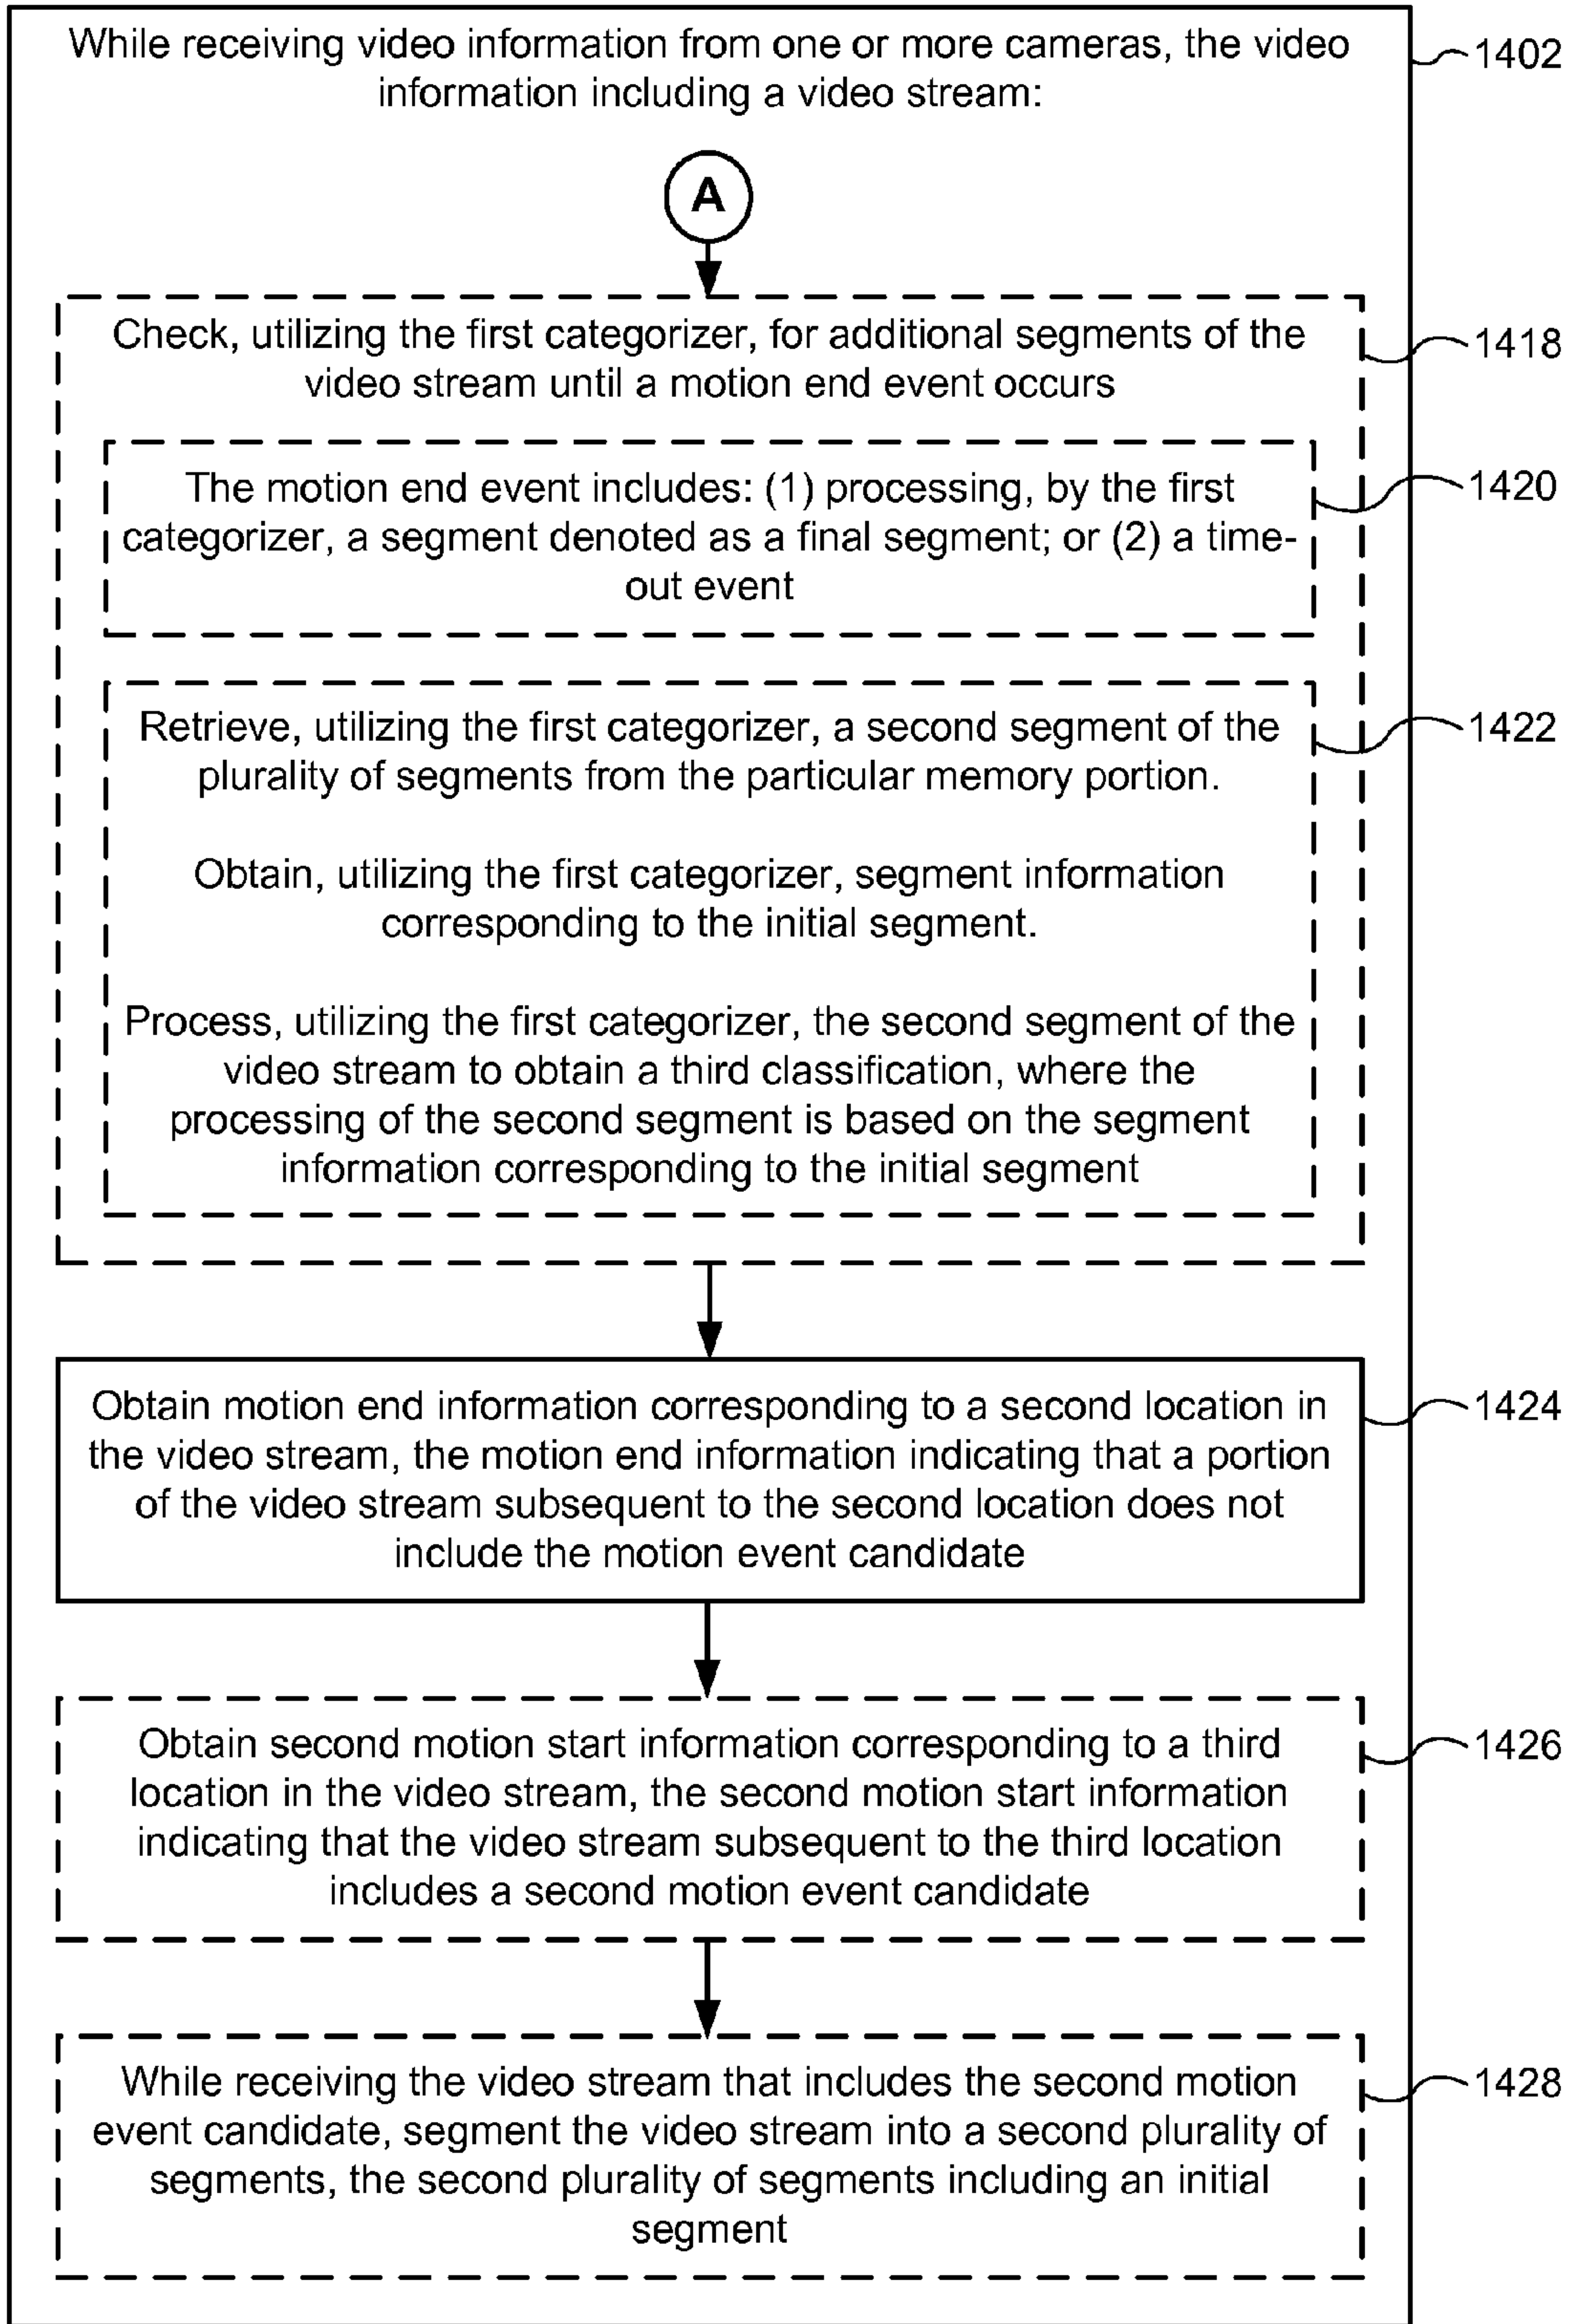 While receiving video information from one or more cameras, the video
information including a video stream:
1402
A
Check, utilizing the first categorizer, for additional segments of the
video stream until a motion end event occurs
1418
The motion end event includes: (1) processing, by the first
categorizer, a segment denoted as a final segment; or (2) a time-
out event
1420
Retrieve, utilizing the first categorizer, a second segment of the
plurality of segments from the particular memory portion.
1422
Obtain, utilizing the first categorizer, segment information
corresponding to the initial segment.
Process, utilizing the first categorizer, the second segment of the
video stream to obtain a third classification, where the
processing of the second segment is based on the segment
information corresponding to the initial segment
Obtain motion end information corresponding to a second location in
the video stream, the motion end information indicating that a portion
of the video stream subsequent to the second location does not
include the motion event candidate
1424
Obtain second motion start information corresponding to a third
location in the video stream, the second motion start information
indicating that the video stream subsequent to the third location
includes a second motion event candidate
1426
While receiving the video stream that includes the second motion
event candidate, segment the video stream into a second plurality of
segments, the second plurality of segments including an initial
segment
1428